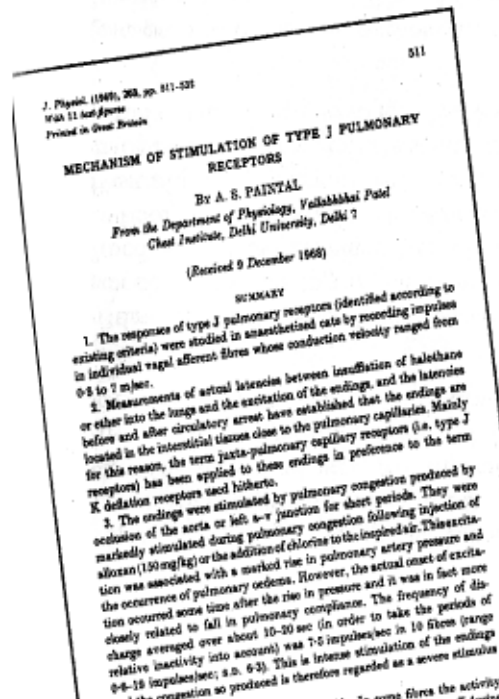 511
J. Physiol. (1969), 203, pp. 511-532
With 11 text-figures
Printed in Great Britain
MECHANISM OF STIMULATION OF TYPE J PULMONARY
RECEPTORS
BY A. S. PAINTAL
From the Department of Physiology, Vallabhbhai Patel
Chest Institute, Delhi University, Delhi 7
(Received 9 December 1968)
SUMMARY
1. The responses of type J pulmonary receptors (identified according to
existing criteria) were studied in anaesthetised cats by recording impulses
in individual vagal afferent fibres whose conduction velocity ranged from
0·8 to 7 m/sec.
2. Measurements of actual latencies between insufflation of halothane
or ether into the lungs and the excitation of the endings, and the latencies
before and after circulatory arrest have established that the endings are
located in the interstitial tissues close to the pulmonary capillaries. Mainly
for this reason, the term juxta-pulmonary capillary receptors (i.e. type J
receptors) has been applied to these endings in preference to the term
K deflation receptors used hitherto.
3. The endings were stimulated by pulmonary congestion produced by
occlusion of the aorta or left a-v junction for short periods. They were
markedly stimulated during pulmonary congestion following injection of
alloxan (150 mg/kg) or the addition of chlorine to the inspired air. This excita-
tion was associated with a marked rise in pulmonary artery pressure and
the occurrence of pulmonary oedema. However, the actual onset of excita-
tion occurred some time after the rise in pressure and it was in fact more
closely related to fall in pulmonary compliance. The frequency of dis-
charge averaged over about 10-20 sec (in order to take the periods of
relative inactivity into account) was 7·5 impulses/sec in 10 fibres (range
impulses/sec; S.D. 6·3). This is intense stimulation of the endings
the congestion so produced is therefore regarded as a severe stimulus
In some fibres the activity